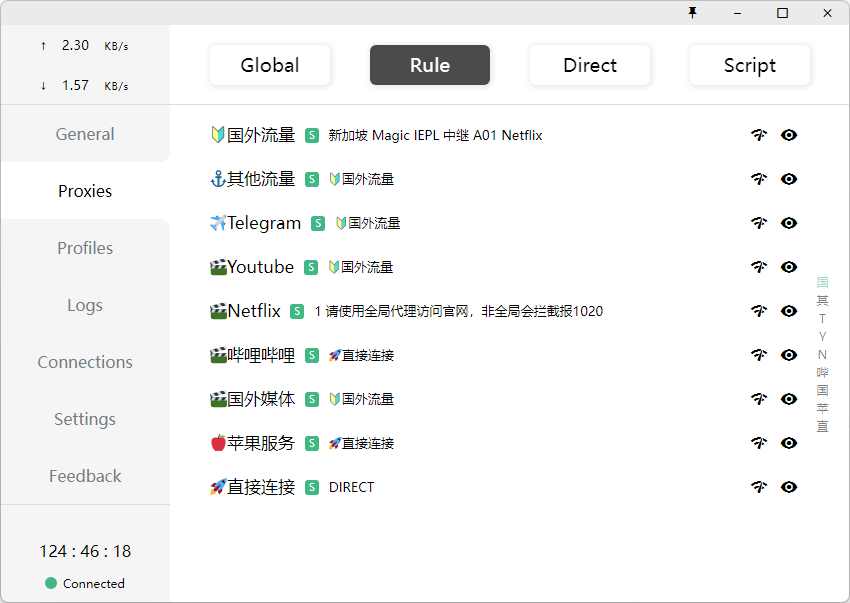 ↑ 2.30 KB/s
↓ 1.57 KB/s
Global Rule Direct Script
General
Proxies
Profiles
Logs
Connections
Settings
Feedback
124 : 46 : 18
Connected
🔰国外流量 S 新加坡 Magic IEPL 中继 A01 Netflix
⚓其他流量 S 🔰国外流量
✈️Telegram S 🔰国外流量
🎬Youtube S 🔰国外流量
🎬Netflix S 1 请使用全局代理访问官网，非全局会拦截报1020
🎬哔哩哔哩 S 🚀直接连接
🎬国外媒体 S 🔰国外流量
🍎苹果服务 S 🚀直接连接
🚀直接连接 S DIRECT
国
其
T
Y
N
哔
国
苹
直